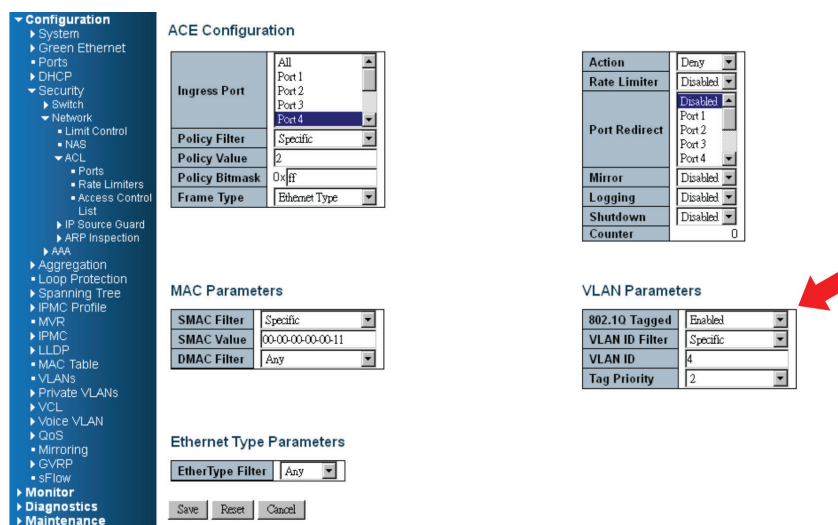 Configuration
System
Green Ethernet
Ports
DHCP
Security
Switch
Network
Limit Control
NAS
ACL
Ports
Rate Limiters
Access Control
List
IP Source Guard
ARP Inspection
AAA
Aggregation
Loop Protection
Spanning Tree
IPMC Profile
MVR
IPMC
LLDP
MAC Table
VLANs
Private VLANs
VCL
Voice VLAN
QoS
Mirroring
GVRP
sFlow
Monitor
Diagnostics
Maintenance
ACE Configuration
Ingress Port
All
Port 1
Port 2
Port 3
Port 4
Policy Filter Specific
Policy Value 2
Policy Bitmask 0xff
Frame Type Ethernet Type
Action Deny
Rate Limiter Disabled
Port Redirect
Disabled
Port 1
Port 2
Port 3
Port 4
Mirror Disabled
Logging Disabled
Shutdown Disabled
Counter 0
MAC Parameters
SMAC Filter Specific
SMAC Value 00-00-00-00-00-11
DMAC Filter Any
VLAN Parameters
802.1Q Tagged Enabled
VLAN ID Filter Specific
VLAN ID 4
Tag Priority 2
Ethernet Type Parameters
EtherType Filter Any
Save Reset Cancel